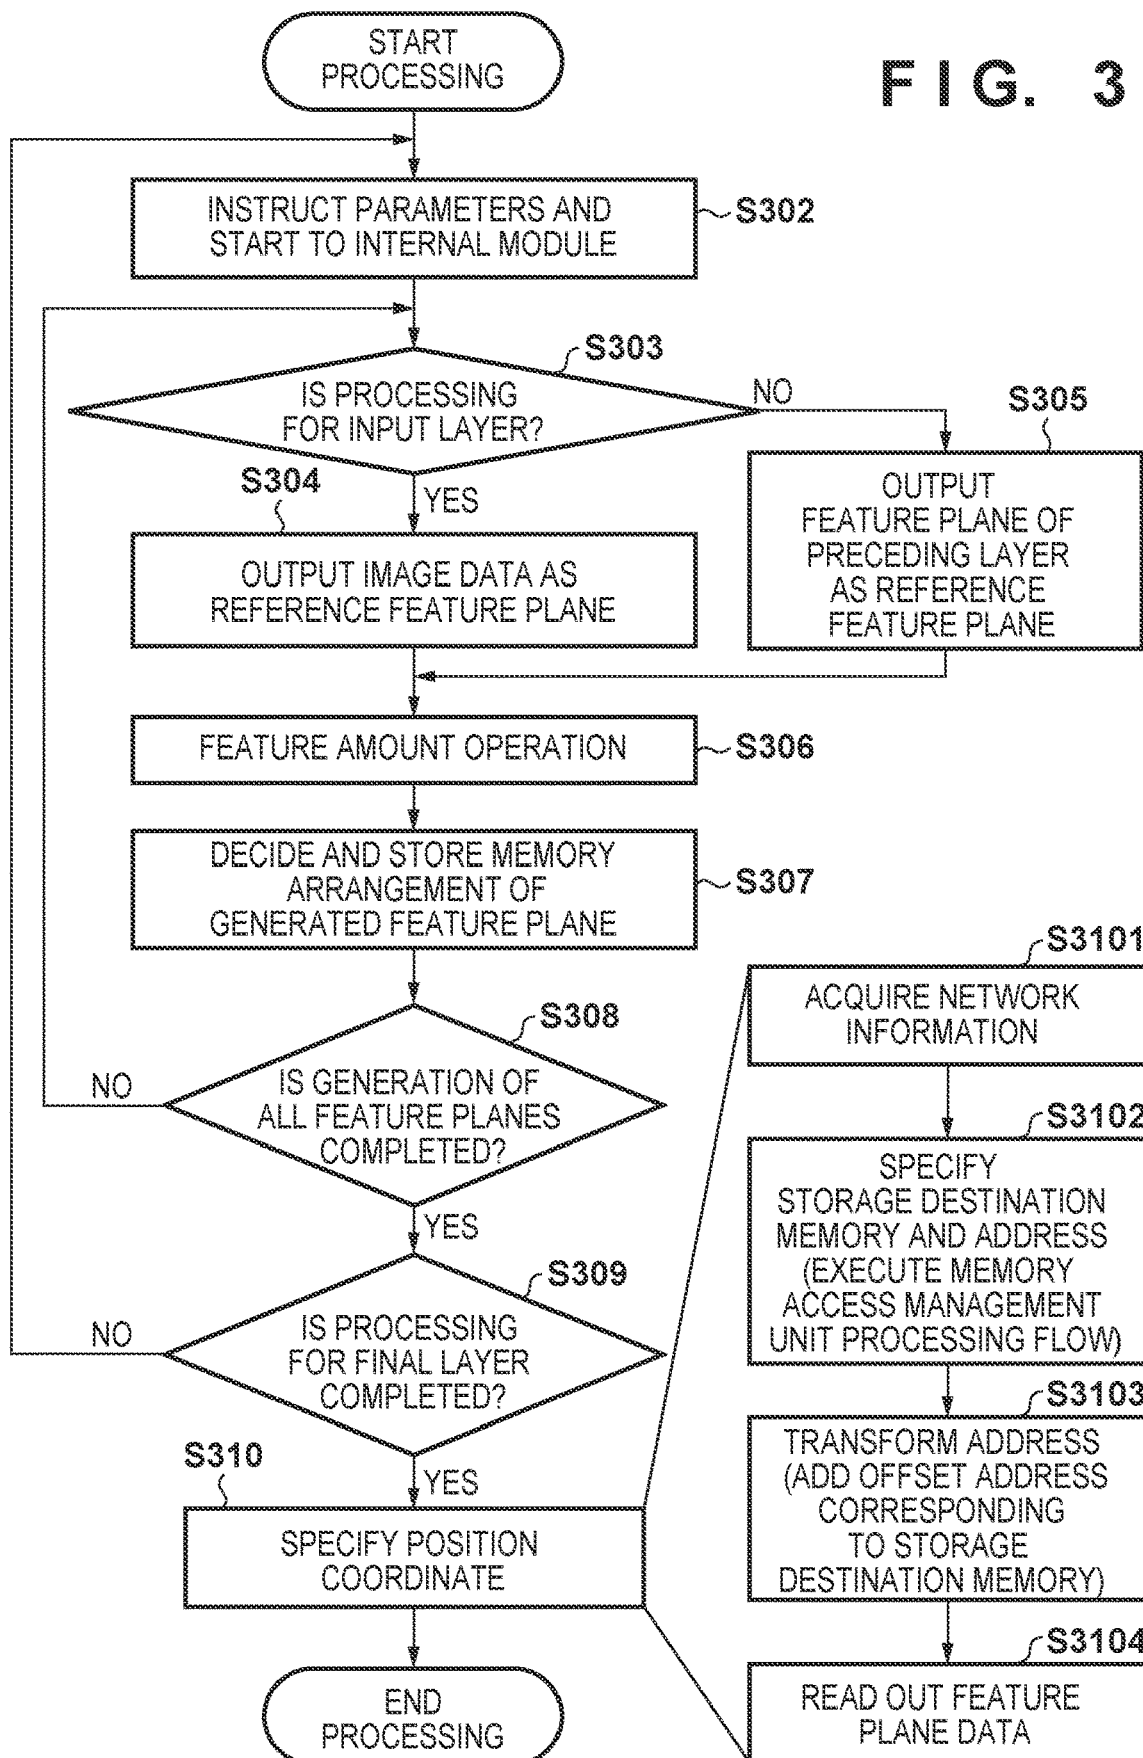 START
PROCESSING
FIG. 3
INSTRUCT PARAMETERS AND
START TO INTERNAL MODULE
S302
S303
IS PROCESSING
FOR INPUT LAYER?
NO
S305
S304
YES
OUTPUT
FEATURE PLANE OF
PRECEDING LAYER
AS REFERENCE
FEATURE PLANE
OUTPUT IMAGE DATA AS
REFERENCE FEATURE PLANE
FEATURE AMOUNT OPERATION
S306
DECIDE AND STORE MEMORY
ARRANGEMENT OF
GENERATED FEATURE PLANE
S307
S308
NO
IS GENERATION OF
ALL FEATURE PLANES
COMPLETED?
YES
S309
NO
IS PROCESSING
FOR FINAL LAYER
COMPLETED?
S310
YES
SPECIFY POSITION
COORDINATE
END
PROCESSING
S3101
ACQUIRE NETWORK
INFORMATION
S3102
SPECIFY
STORAGE DESTINATION
MEMORY AND ADDRESS
(EXECUTE MEMORY
ACCESS MANAGEMENT
UNIT PROCESSING FLOW)
S3103
TRANSFORM ADDRESS
(ADD OFFSET ADDRESS
CORRESPONDING
TO STORAGE
DESTINATION MEMORY)
S3104
READ OUT FEATURE
PLANE DATA